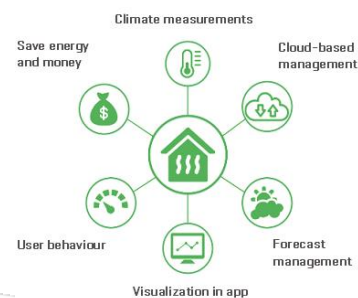 Climate measurements
Save energy
and money
Cloud-based
management
$
User behaviour
Forecast
management
Visualization in app